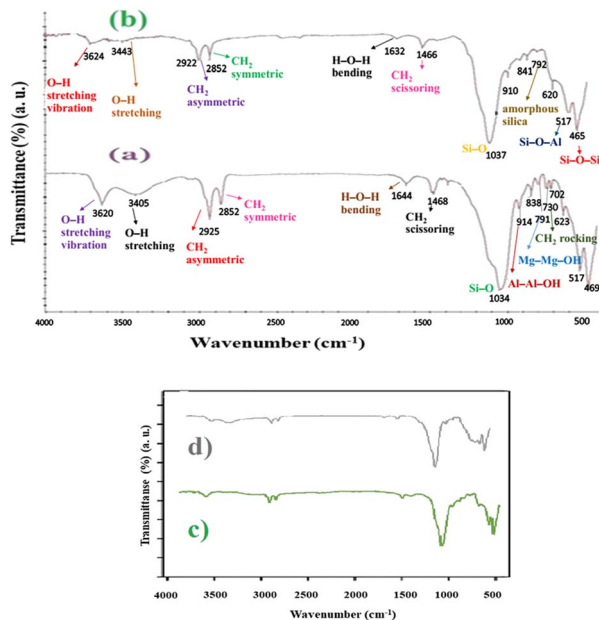 (b)
3624
3443
2922
2852
1632
1466
910
841
792
620
517
465
1037
O–H
stretching
vibration
O–H
stretching
CH2
asymmetric
CH2
symmetric
H–O–H
bending
CH2
scissoring
amorphous
silica
Si–O–Al
Si–O–Si
Si–O
(a)
3620
3405
2925
2852
1644
1468
914
838
791
730
702
623
517
469
1034
O–H
stretching
vibration
O–H
stretching
CH2
asymmetric
CH2
symmetric
H–O–H
bending
CH2
scissoring
CH2 rocking
Mg–Mg–OH
Al–Al–OH
Si–O
Transmittance (%) (a. u.)
4000
3500
3000
2500
2000
1500
1000
500
Wavenumber (cm-1)
d)
c)
Transmittanse (%) (a. u.)
4000
3500
3000
2500
2000
1500
1000
500
Wavenumber (cm-1)